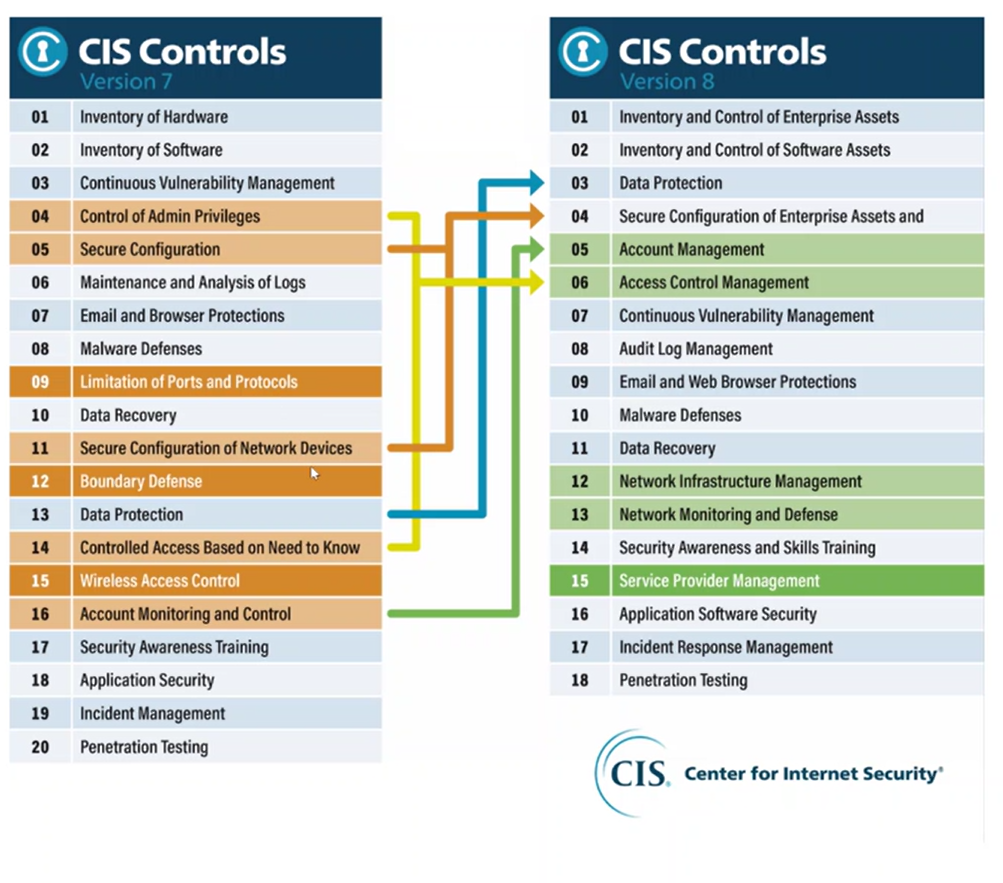 CIS Controls
Version 7
01 Inventory of Hardware
02 Inventory of Software
03 Continuous Vulnerability Management
04 Control of Admin Privileges
05 Secure Configuration
06 Maintenance and Analysis of Logs
07 Email and Browser Protections
08 Malware Defenses
09 Limitation of Ports and Protocols
10 Data Recovery
11 Secure Configuration of Network Devices
12 Boundary Defense
13 Data Protection
14 Controlled Access Based on Need to Know
15 Wireless Access Control
16 Account Monitoring and Control
17 Security Awareness Training
18 Application Security
19 Incident Management
20 Penetration Testing
CIS Controls
Version 8
01 Inventory and Control of Enterprise Assets
02 Inventory and Control of Software Assets
03 Data Protection
04 Secure Configuration of Enterprise Assets and
05 Account Management
06 Access Control Management
07 Continuous Vulnerability Management
08 Audit Log Management
09 Email and Web Browser Protections
10 Malware Defenses
11 Data Recovery
12 Network Infrastructure Management
13 Network Monitoring and Defense
14 Security Awareness and Skills Training
15 Service Provider Management
16 Application Software Security
17 Incident Response Management
18 Penetration Testing
CIS. Center for Internet Security®